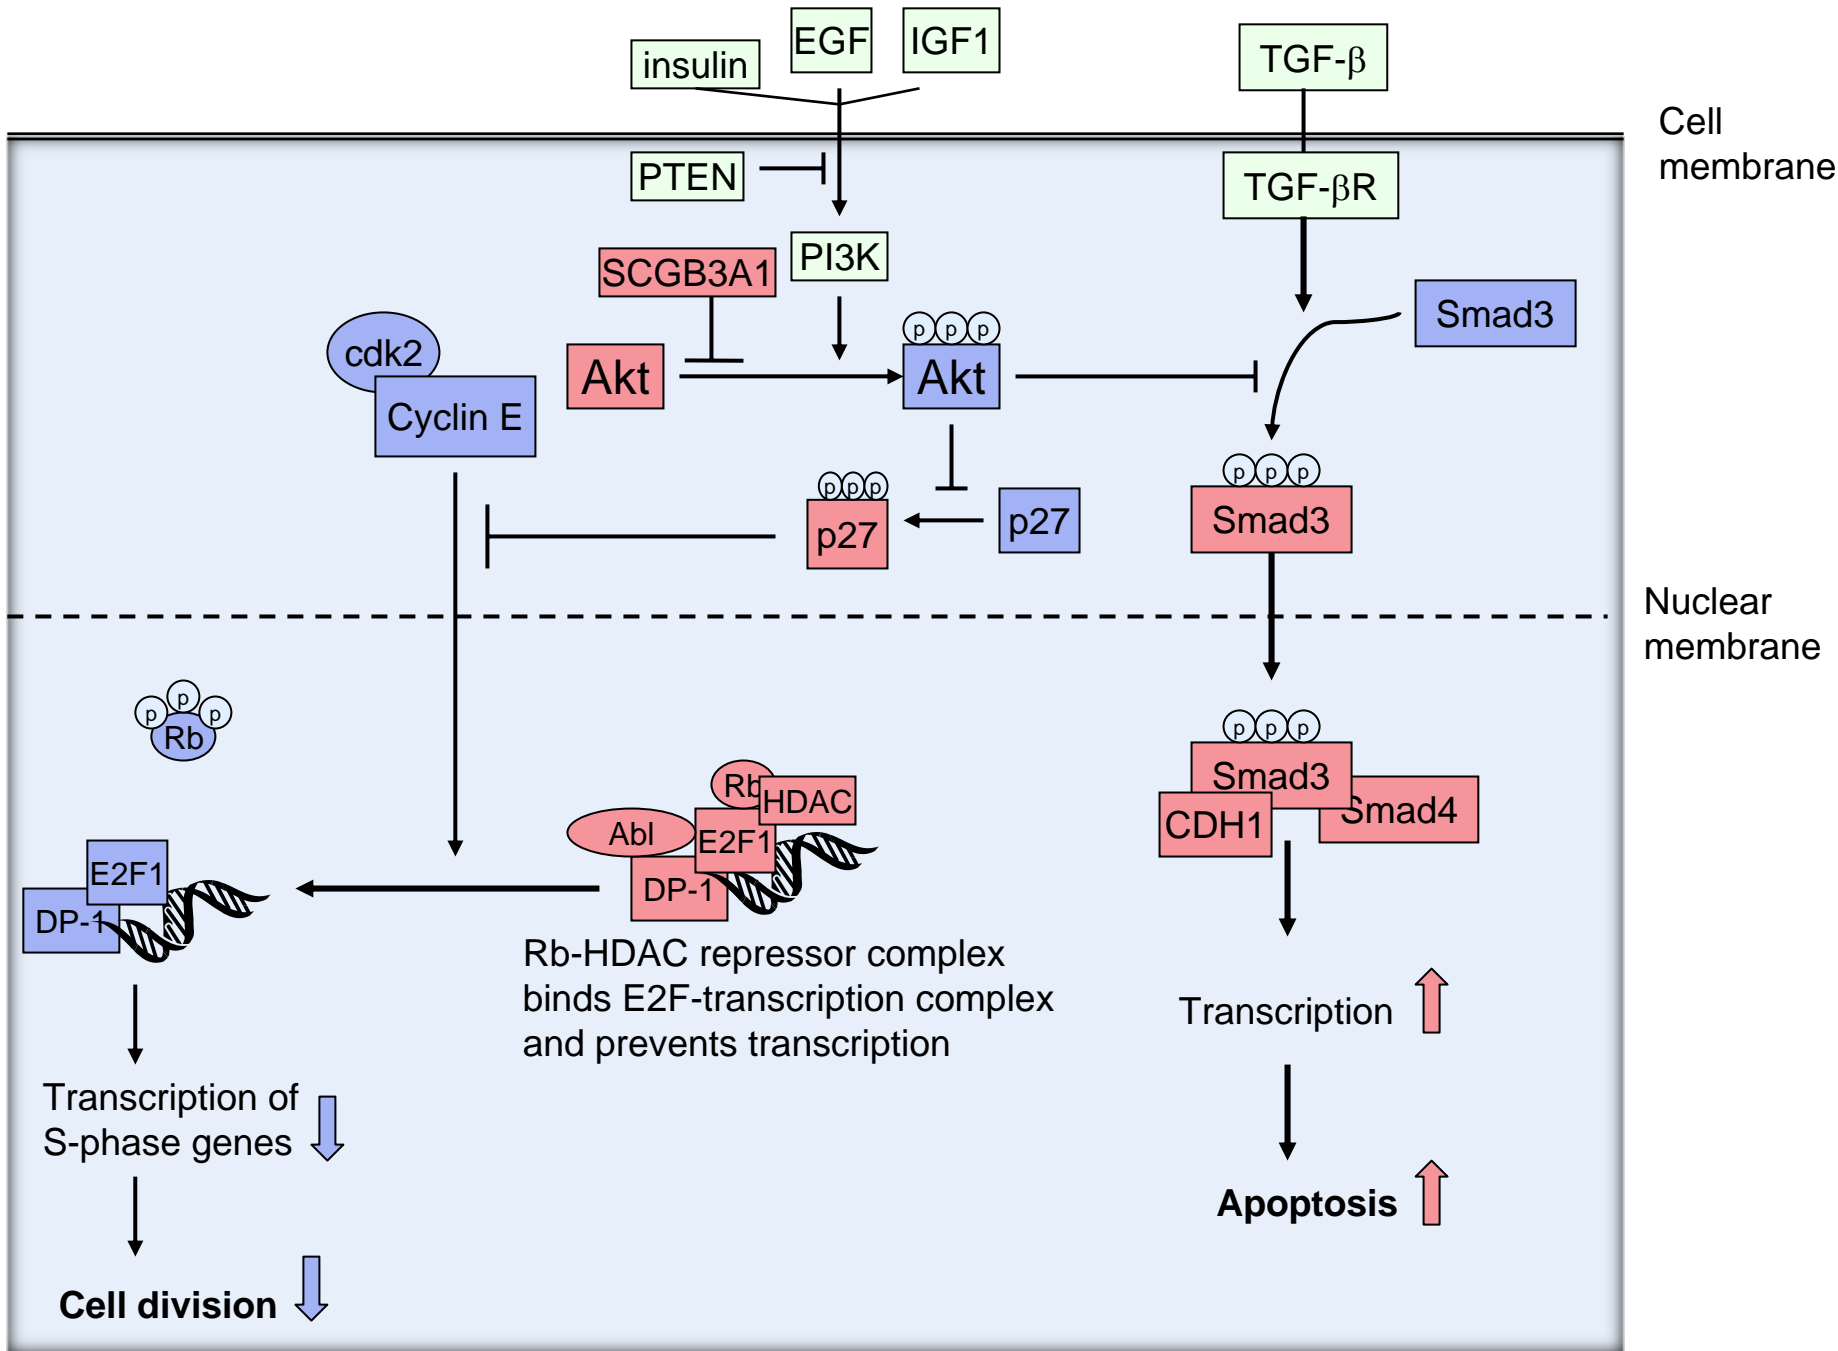 insulin
EGF
IGF1
TGF-β
Cell
membrane
PTEN
TGF-βR
SCGB3A1
PI3K
Smad3
cdk2
Cyclin E
Akt
p p p
Akt
p p p
p27
p27
p p p
Smad3
Nuclear
membrane
p p p
Rb
p p p
Smad3
CDH1
Smad4
Rb
HDAC
Abl
E2F1
DP-1
E2F1
DP-1
Rb-HDAC repressor complex
binds E2F-transcription complex
and prevents transcription
Transcription
Transcription of
S-phase genes
Apoptosis
Cell division